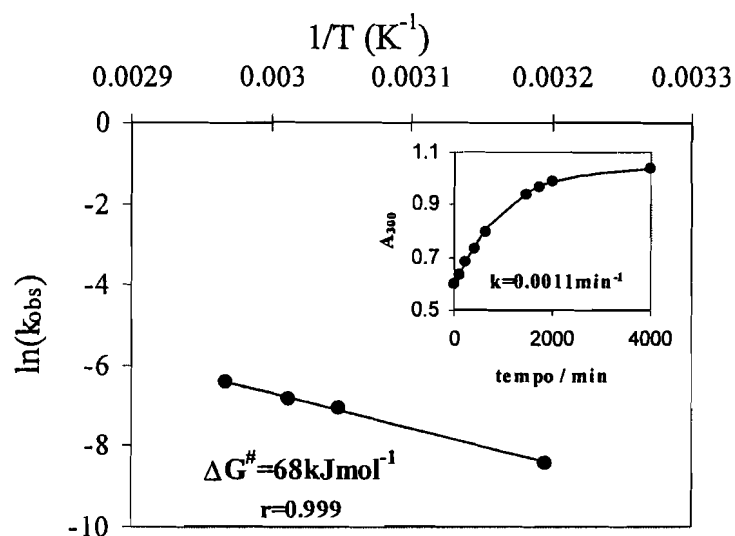 1/T (K⁻¹)
0.0029 0.003 0.0031 0.0032 0.0033
0
-2
-4
-6
-8
-10
ln(kobs)
1.1
0.9
0.7
0.5
A₃₀₀
k=0.0011min⁻¹
0 2000 4000
tempo / min
ΔG^#=68kJmol⁻¹
r=0.999